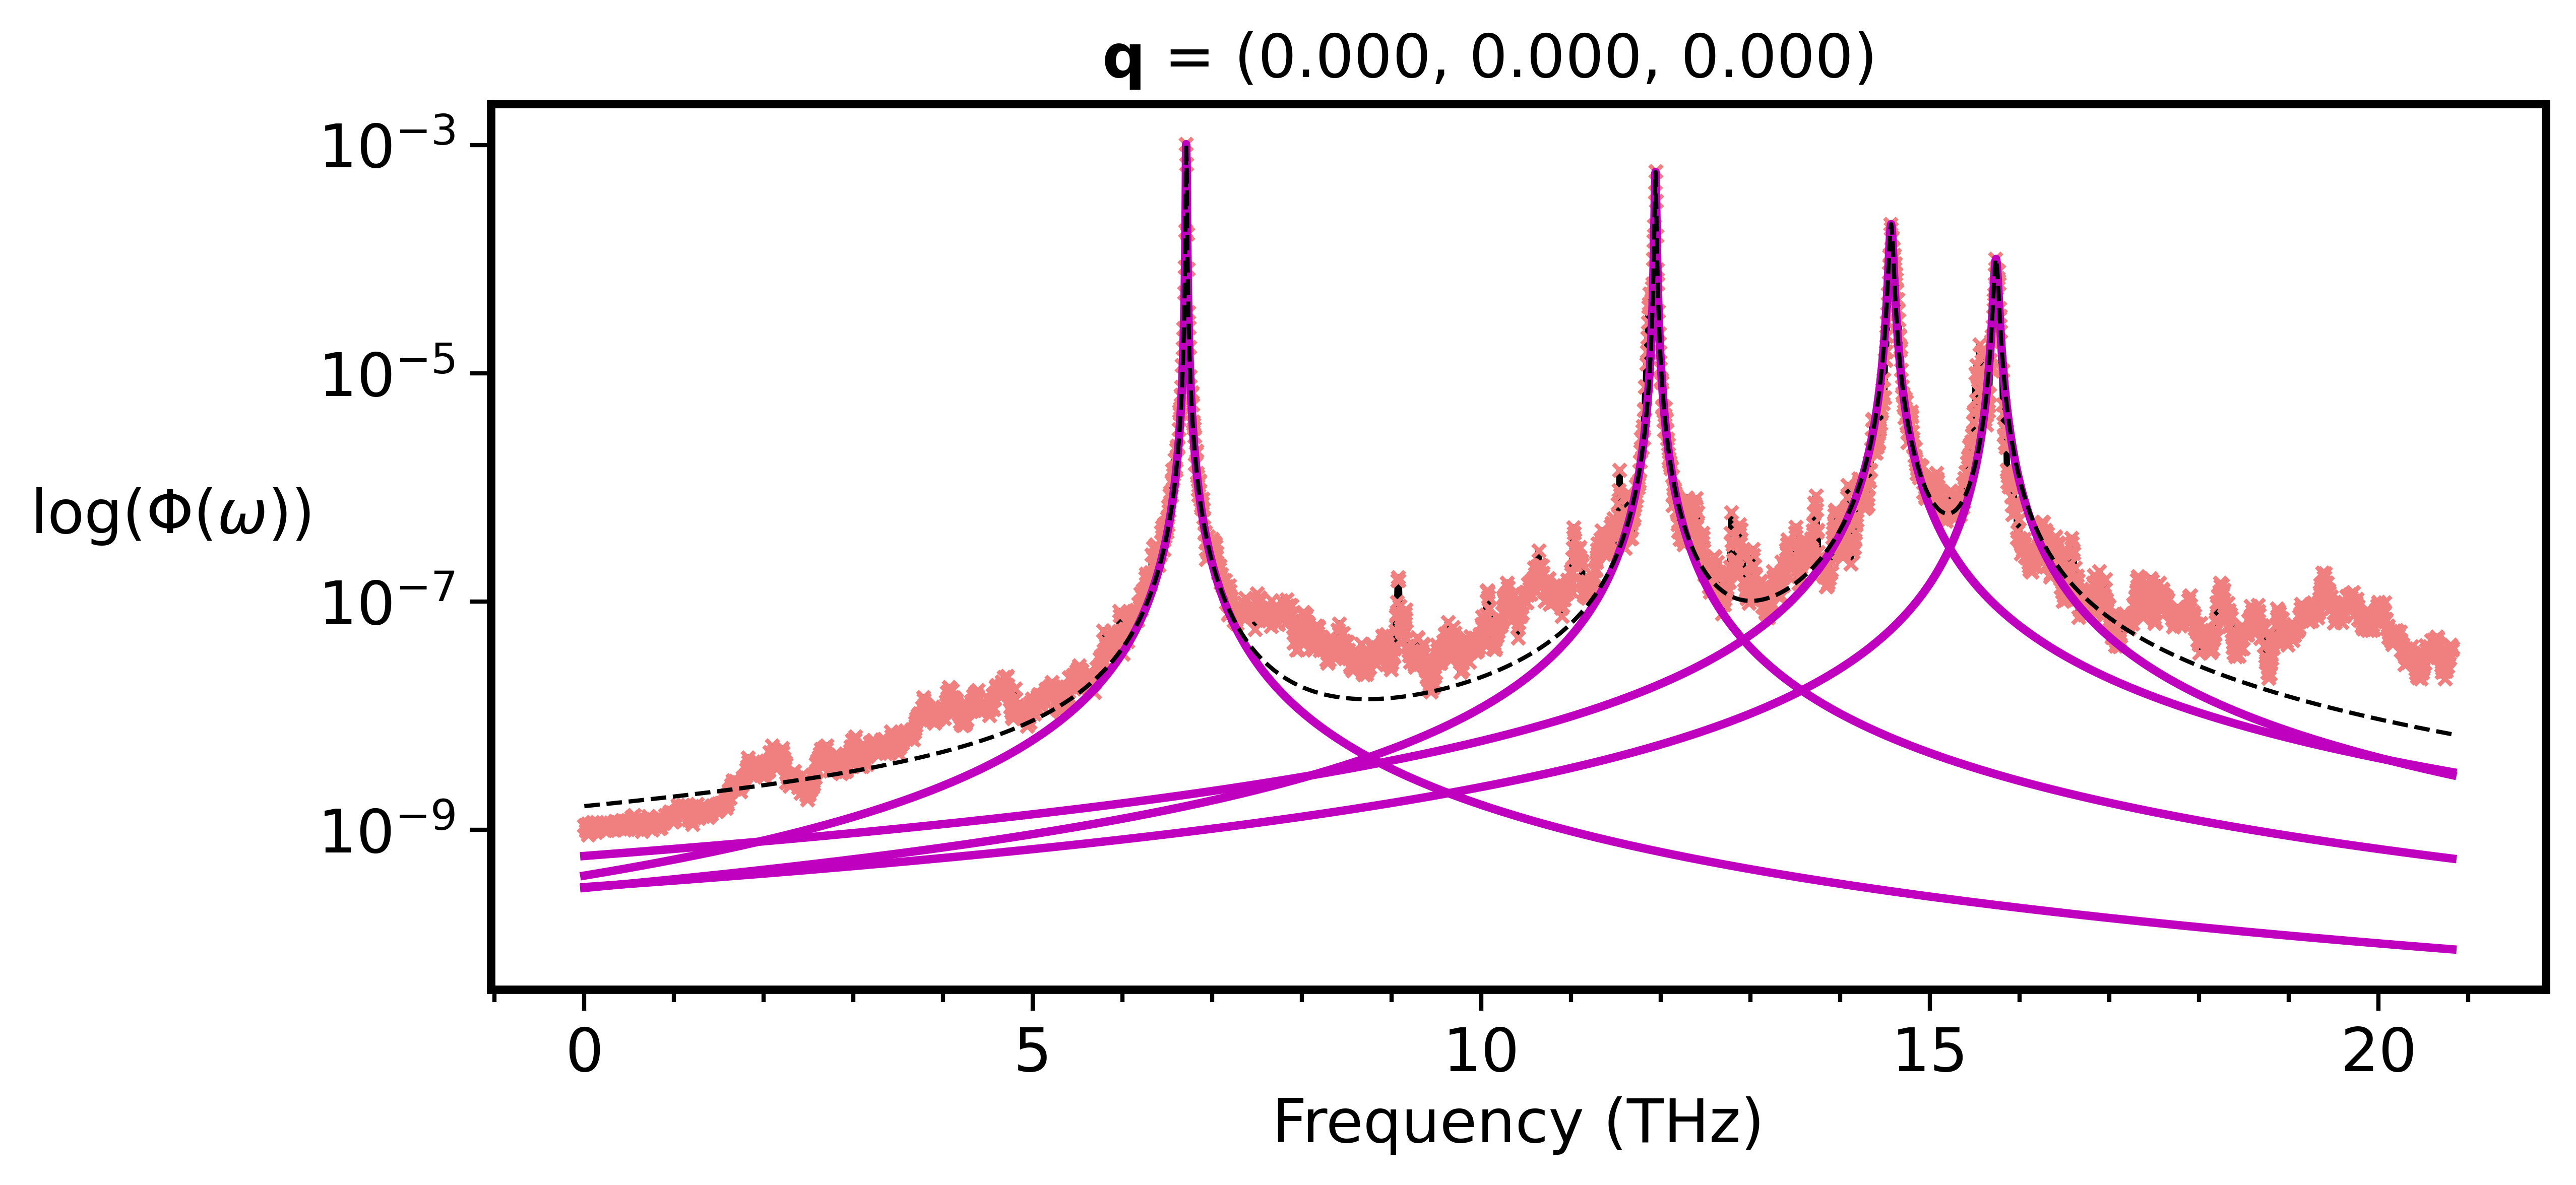 q = (0.000, 0.000, 0.000)
10⁻³
10⁻⁵
log(Φ(ω))
10⁻⁷
10⁻⁹
0 5 10 15 20
Frequency (THz)